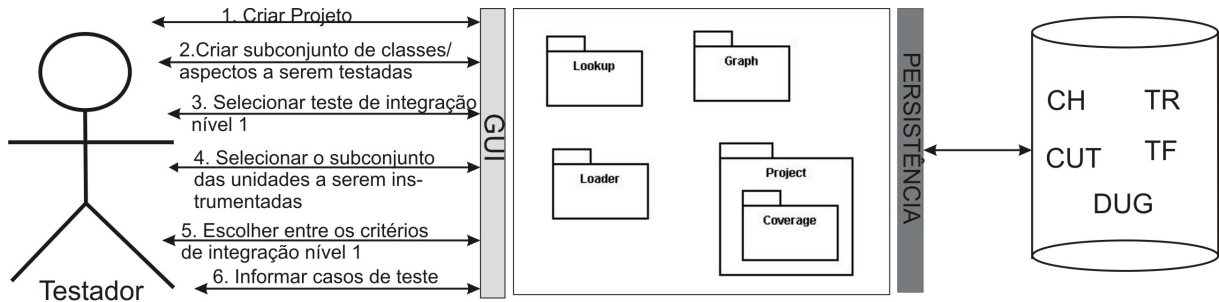 1. Criar Projeto
2.Criar subconjunto de classes/
aspectos a serem testadas
3. Selecionar teste de integração
nível 1
4. Selecionar o subconjunto
das unidades a serem ins-
trumentadas
5. Escolher entre os critérios
de integração nível 1
6. Informar casos de teste
Testador
GUI
Lookup
Graph
Loader
Project
Coverage
PERSISTÊNCIA
CH TR
CUT TF
DUG